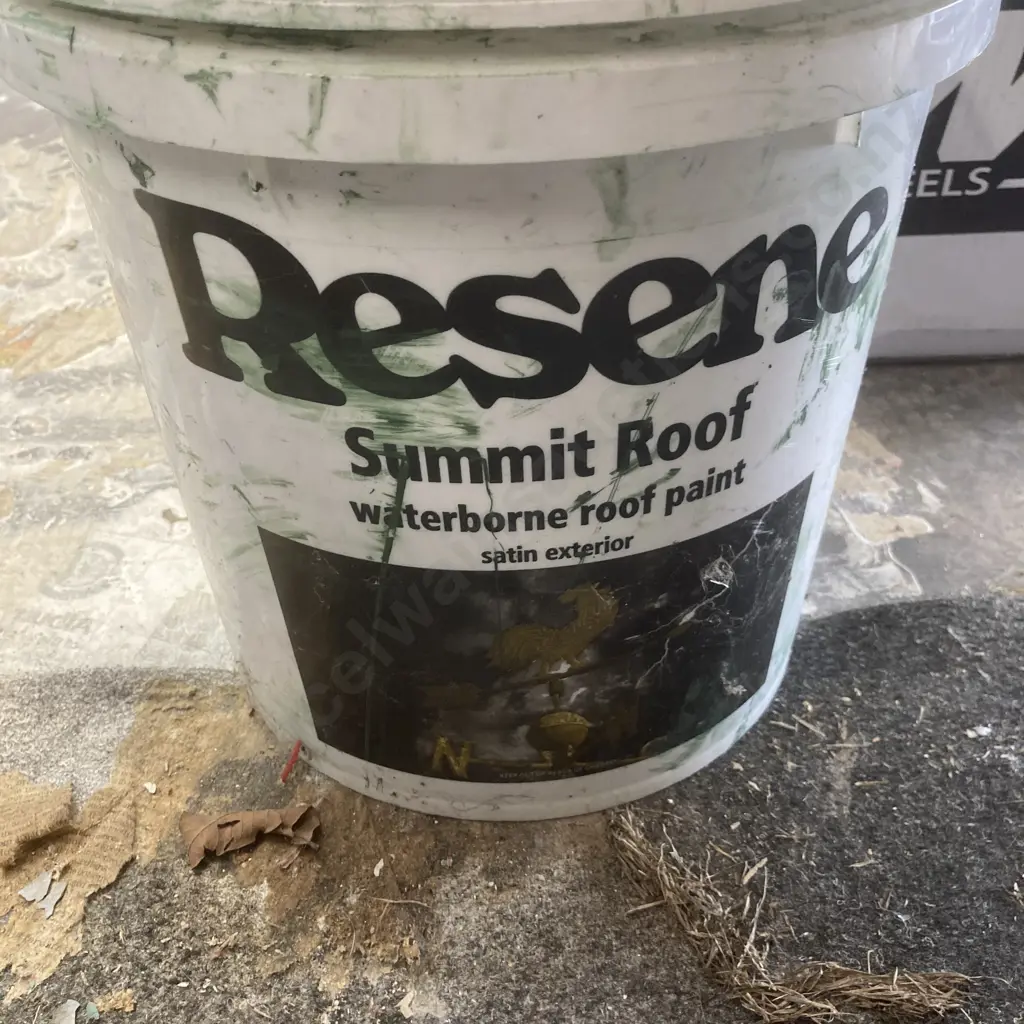 Resene
EELS
Summit Roof
waterborne roof paint
satin exterior
N